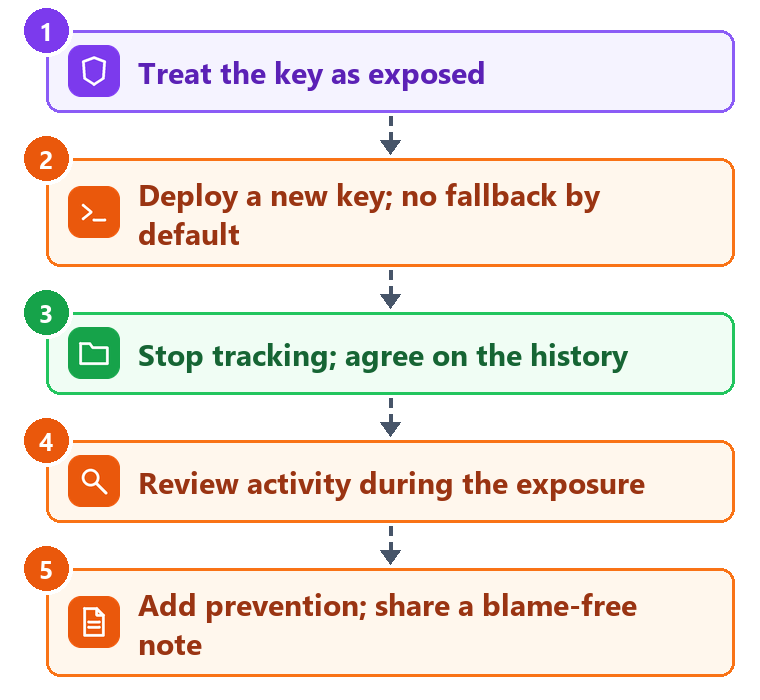 1
Treat the key as exposed
2
Deploy a new key; no fallback by
default
3
Stop tracking; agree on the history
4
Review activity during the exposure
5
Add prevention; share a blame-free
note